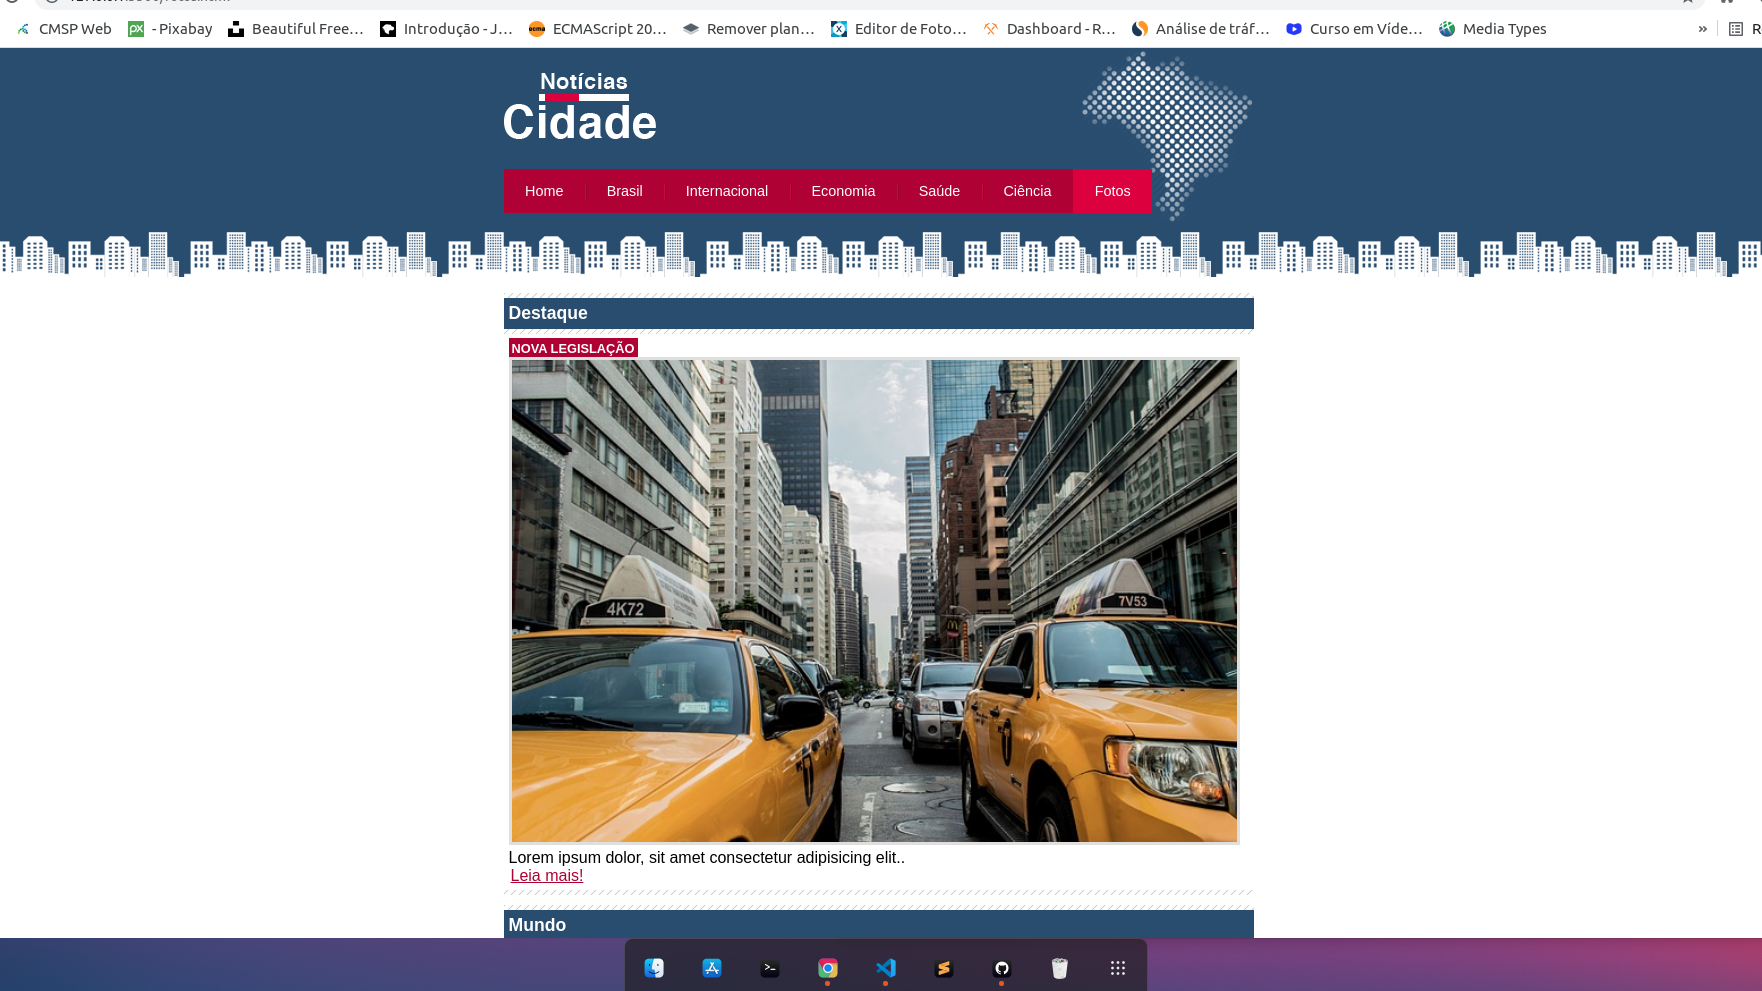 CMSP Web
- Pixabay
Beautiful Free…
Introdução - J…
ECMAScript 20…
Remover plan…
Editor de Foto…
Dashboard - R…
Análise de tráf…
Curso em Víde…
Media Types
»
Notícias
Cidade
Home
Brasil
Internacional
Economia
Saúde
Ciência
Fotos
Destaque
NOVA LEGISLAÇÃO
4K72
7V53
Lorem ipsum dolor, sit amet consectetur adipisicing elit..
Leia mais!
Mundo